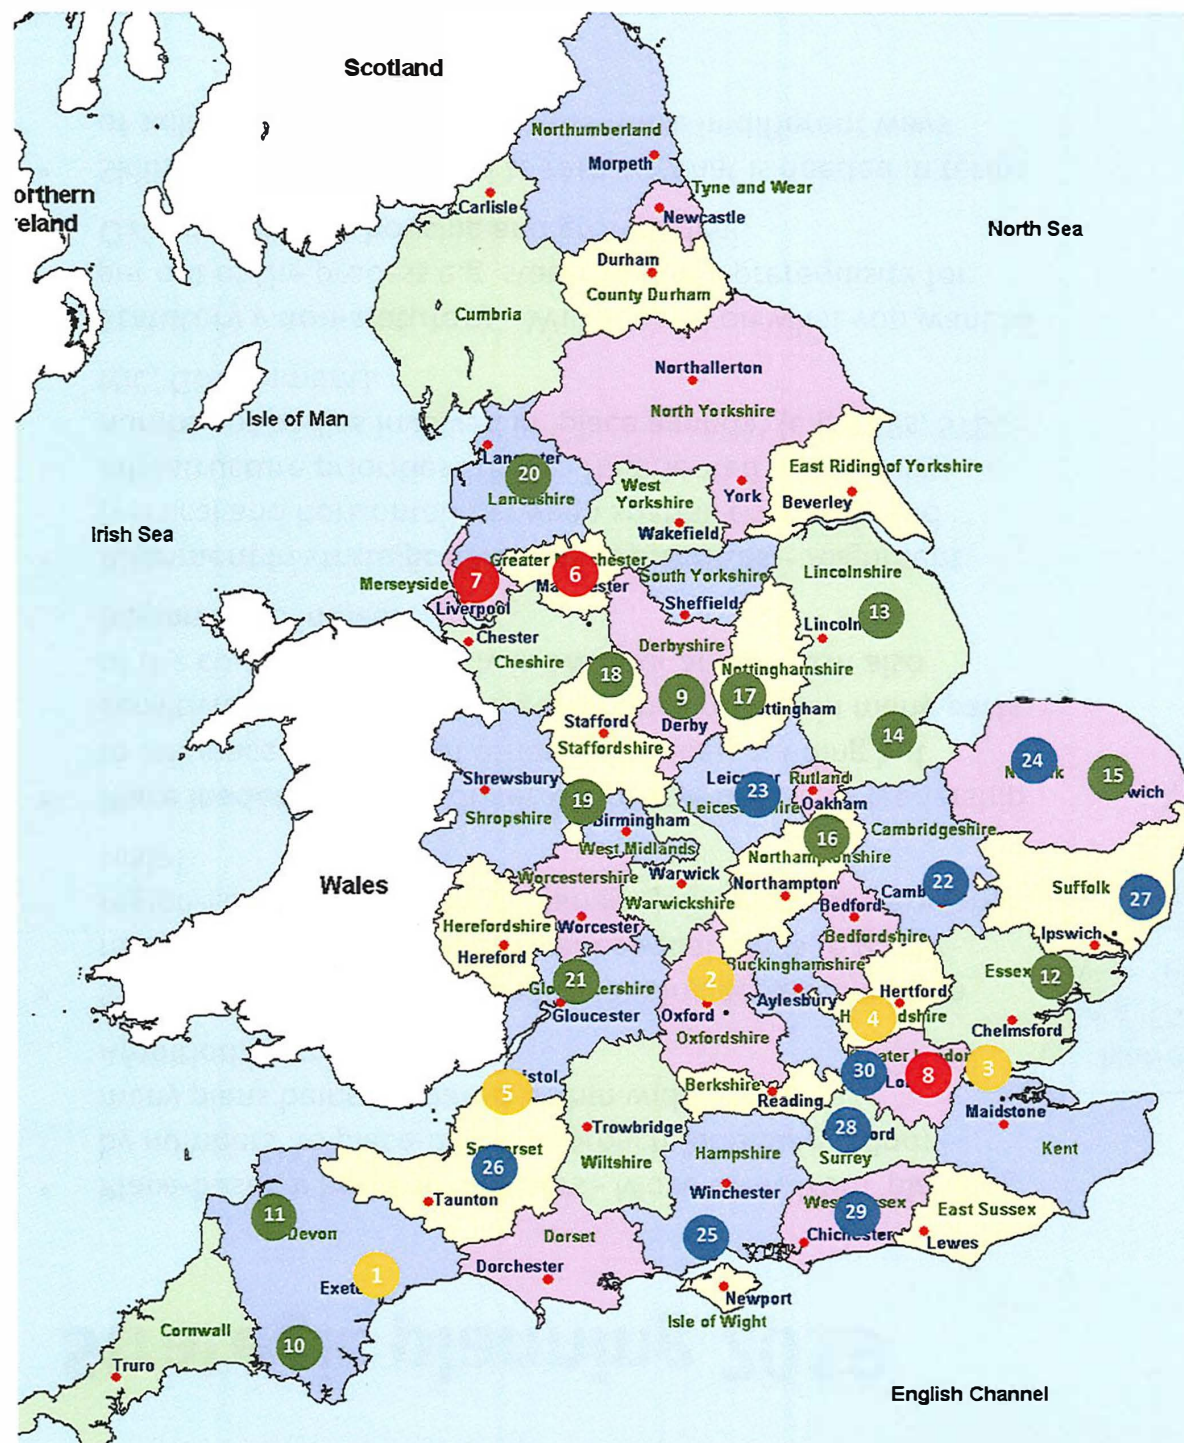 Scotland
Northumberland
Morpeth
Tyne and Wear
Carlisle
Newcastle
North Sea
Durham
County Durham
Cumbria
Northallerton
North Yorkshire
Isle of Man
20
Lancashire
West
Yorkshire
York
East Riding of Yorkshire
Beverley
Wakefield
Irish Sea
Greater
6
7
Merseyside
Liverpool
South Yorkshire
Sheffield
Lincolnshire
13
Lincoln
Chester
Cheshire
Derbyshire
Nottinghamshire
18
9
17
Derby
Stafford
Staffordshire
14
24
15
Shrewsbury
Shropshire
19
Birmingham
West Midlands
23
Rutland
Oakham
16
Cambridgeshire
Northamptonshire
Wales
Worcestershire
Warwick
Warwickshire
Northampton
Bedford
Bedfordshire
22
Suffolk
27
Ipswich
Herefordshire
Worcester
Hereford
21
Gloucester
2
Oxford
Oxfordshire
Buckinghamshire
Aylesbury
Hertford
4
Essex
12
Chelmsford
5
Berkshire
Reading
30
8
3
Maidstone
Kent
Trowbridge
Wiltshire
Hampshire
Winchester
28
Surrey
26
Taunton
11
Devon
Dorset
Dorchester
25
29
Chichester
East Sussex
Lewes
1
10
Cornwall
Truro
Newport
Isle of Wight
English Channel